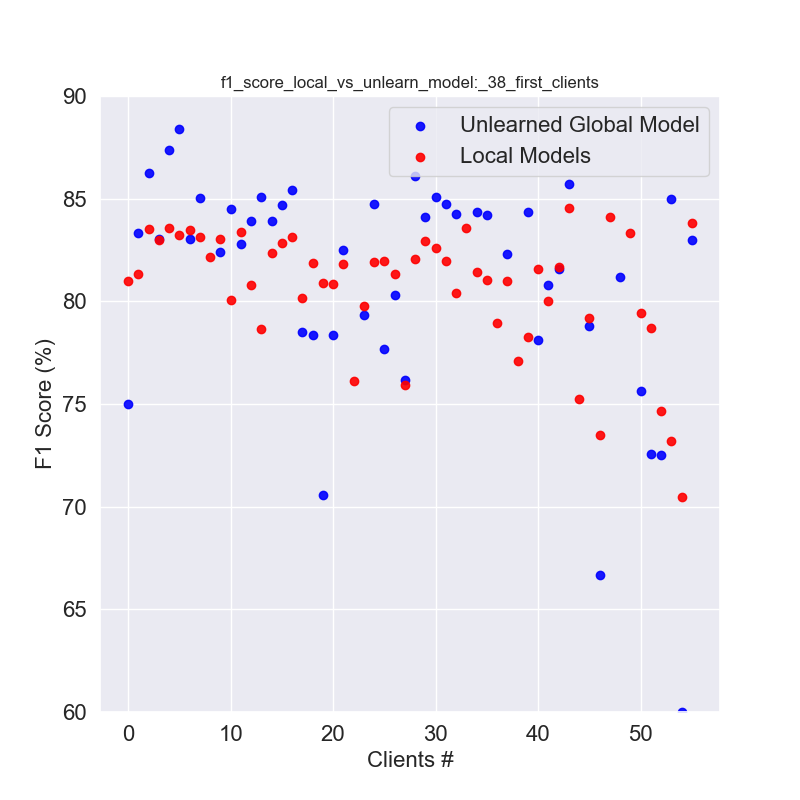 f1_score_local_vs_unlearn_model:_38_first_clients
Unlearned Global Model
Local Models
90
85
80
75
70
65
60
F1 Score (%)
0 10 20 30 40 50
Clients #